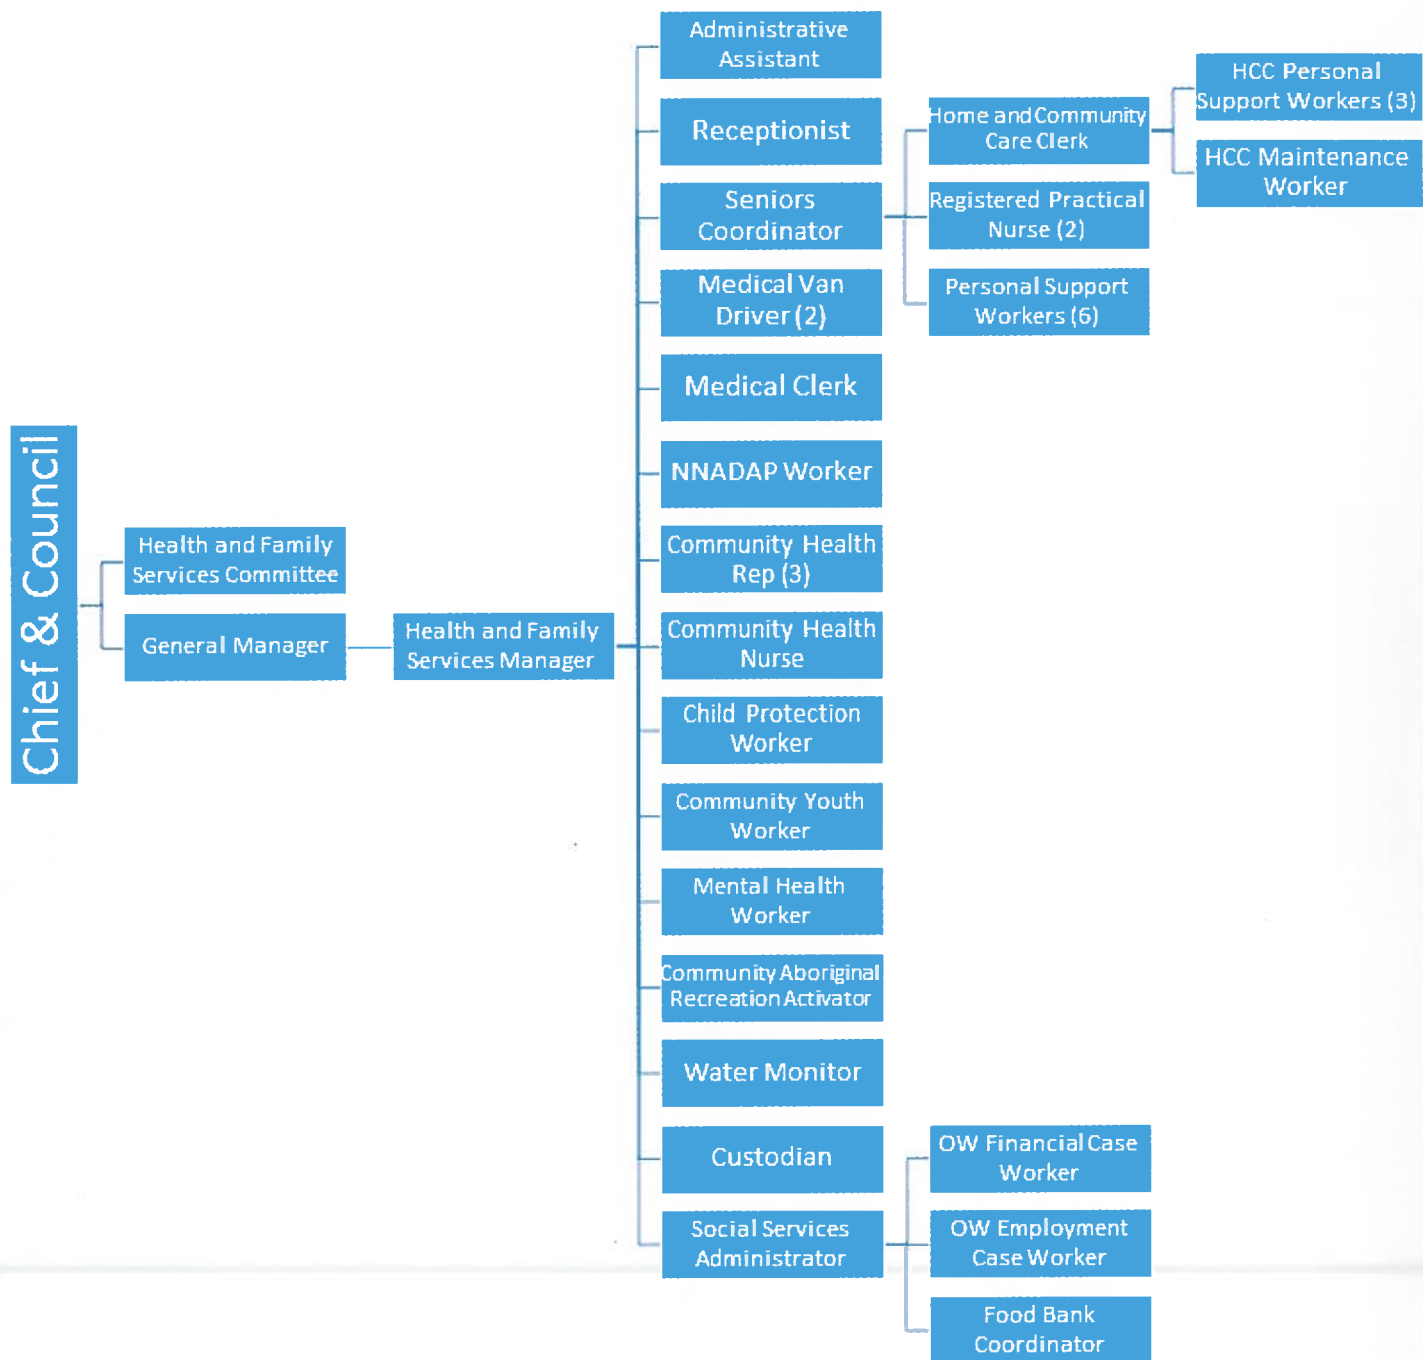 Chief & Council
Health and Family
Services Committee
General Manager
Health and Family
Services Manager
Administrative
Assistant
Receptionist
Seniors
Coordinator
Medical Van
Driver (2)
Medical Clerk
NNADAP Worker
Community Health
Rep (3)
Community Health
Nurse
Child Protection
Worker
Community Youth
Worker
Mental Health
Worker
Community Aboriginal
Recreation Activator
Water Monitor
Custodian
Social Services
Administrator
Home and Community
Care Clerk
Registered Practical
Nurse (2)
Personal Support
Workers (6)
HCC Personal
Support Workers (3)
HCC Maintenance
Worker
OW Financial Case
Worker
OW Employment
Case Worker
Food Bank
Coordinator